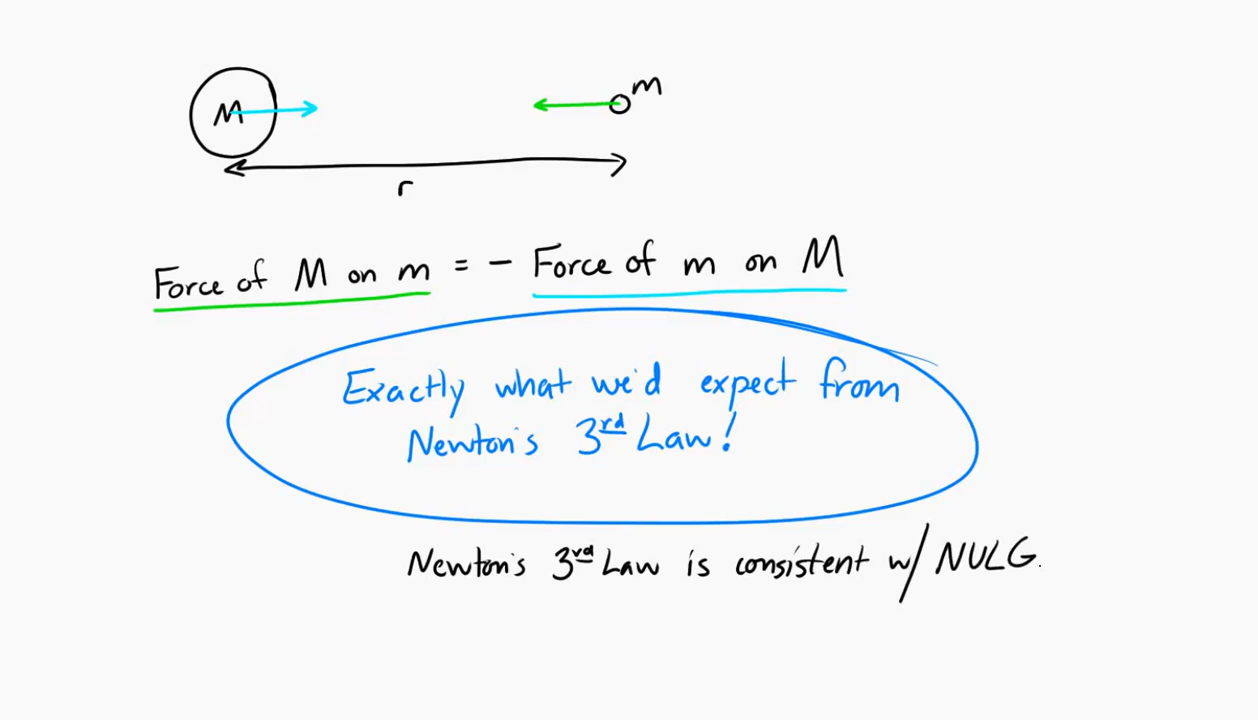 M
m
r
Force of M on m = - Force of m on M
Exactly what we'd expect from
Newton's 3rd Law!
Newton's 3rd Law is consistent w/ NULG.